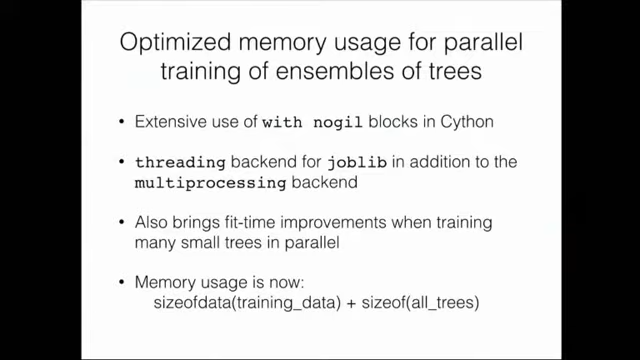 Optimized memory usage for parallel
training of ensembles of trees
• Extensive use of with nogil blocks in Cython
• threading backend for joblib in addition to the
multiprocessing backend
• Also brings fit-time improvements when training
many small trees in parallel
• Memory usage is now:
sizeofdata(training_data) + sizeof(all_trees)